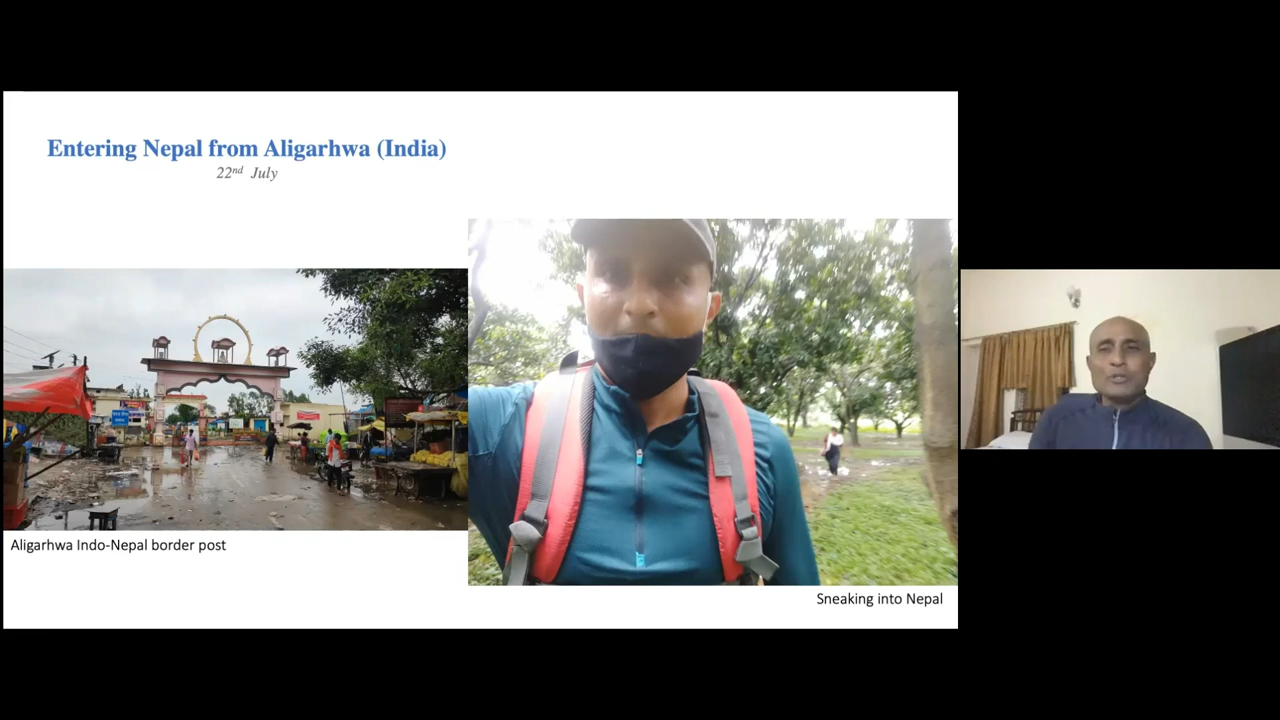 Entering Nepal from Aligarhwa (India)
22nd July
Aligarhwa Indo-Nepal border post
Sneaking into Nepal